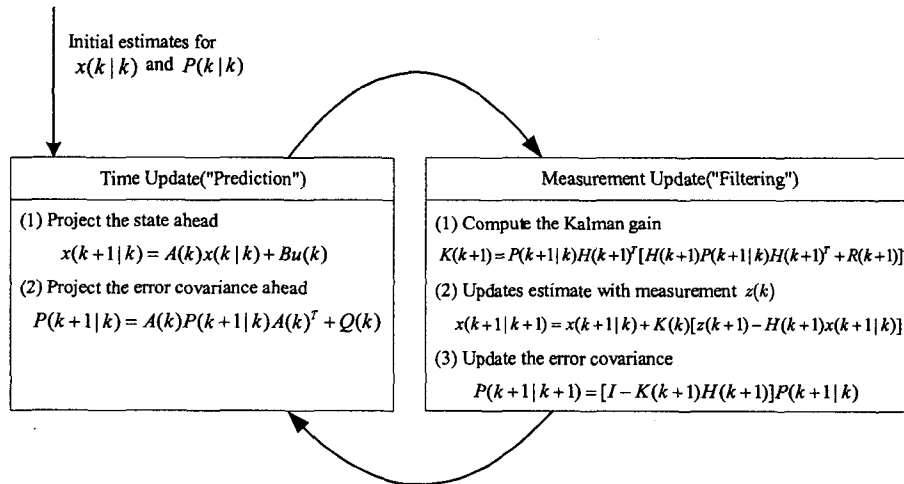 Initial estimates for
x(k|k) and P(k|k)
Time Update("Prediction")
(1) Project the state ahead
x(k+1|k) = A(k)x(k|k) + Bu(k)
(2) Project the error covariance ahead
P(k+1|k) = A(k)P(k+1|k)A(k)^T + Q(k)
Measurement Update("Filtering")
(1) Compute the Kalman gain
K(k+1) = P(k+1|k)H(k+1)^T[H(k+1)P(k+1|k)H(k+1)^T + R(k+1)]
(2) Updates estimate with measurement z(k)
x(k+1|k+1) = x(k+1|k) + K(k)[z(k+1) − H(k+1)x(k+1|k)]
(3) Update the error covariance
P(k+1|k+1) = [I − K(k+1)H(k+1)]P(k+1|k)